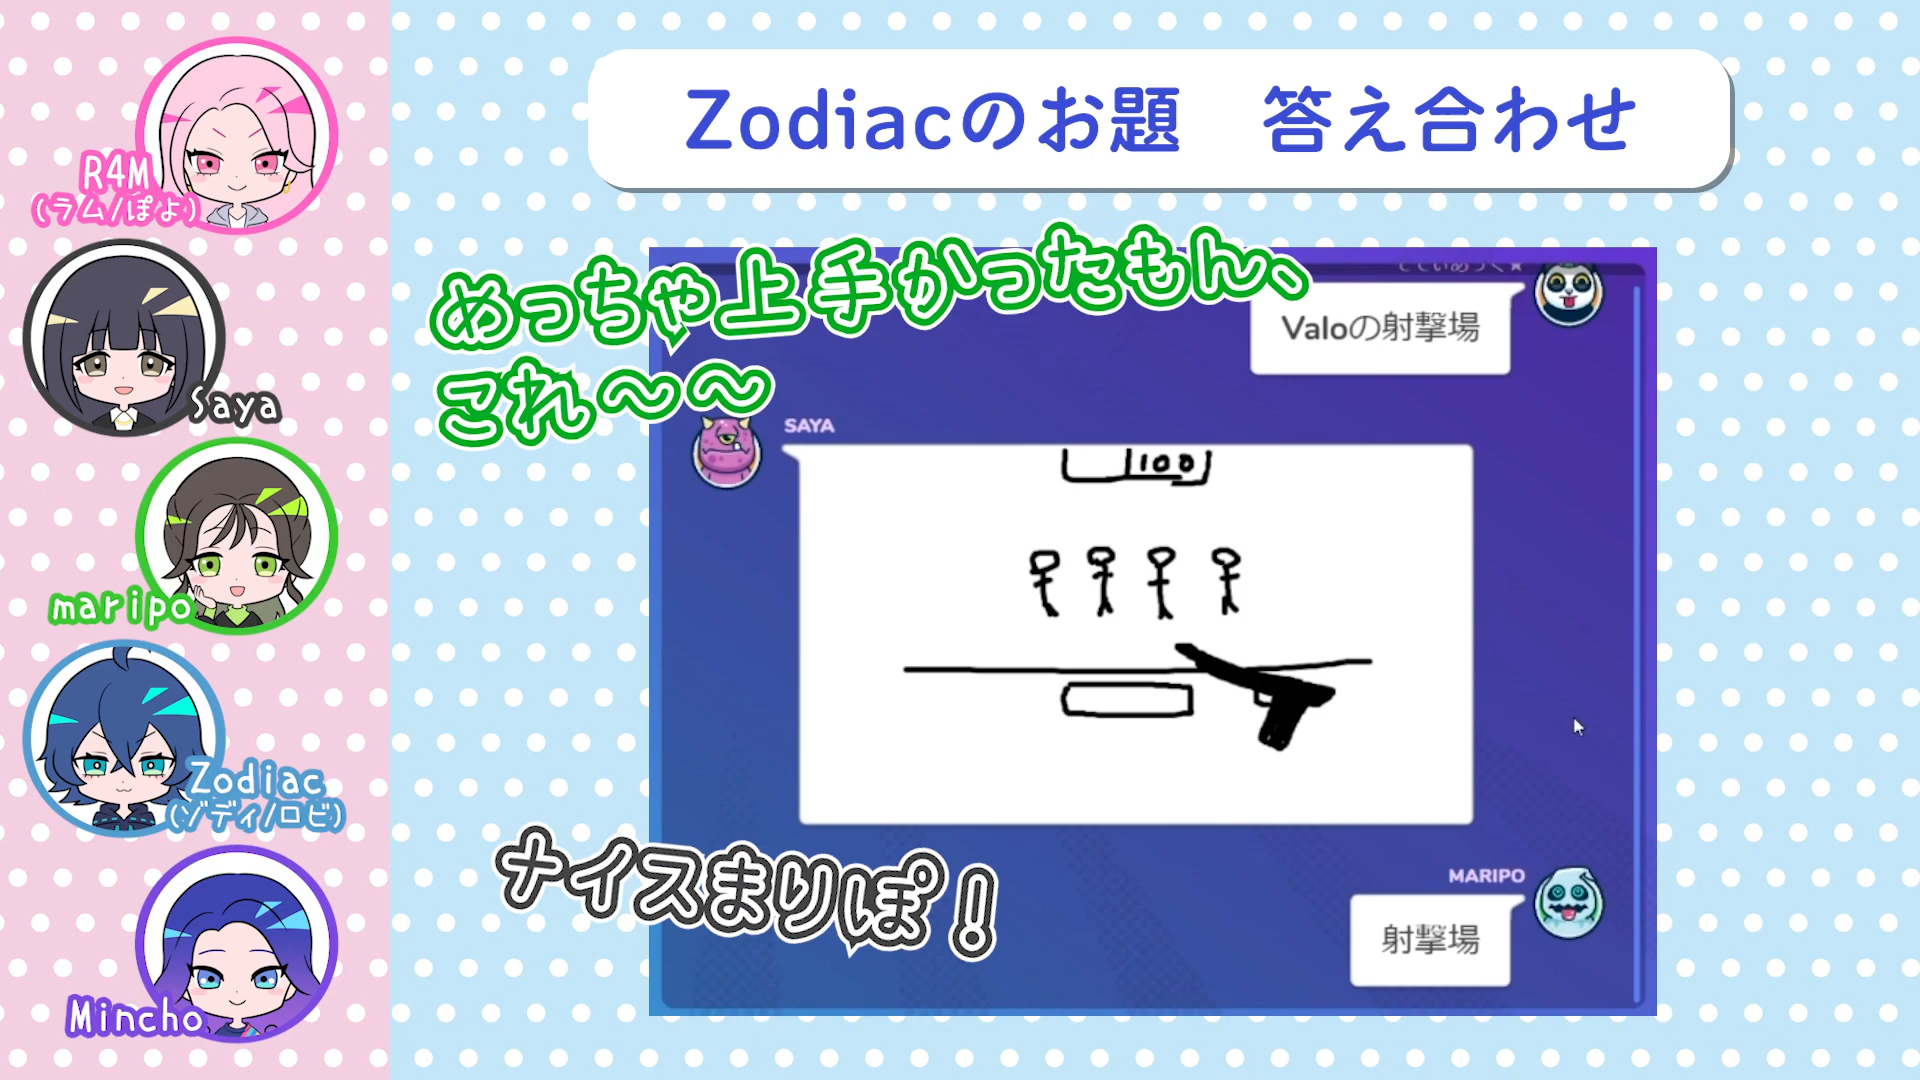 Zodiacのお題　答え合わせ
R4M
(ラム/ぽよ)
Saya
maripo
Zodiac
(ゾディ/ロビ)
Mincho
めっちゃ上手かったもん、
これ～～
Valoの射撃場
SAYA
100
ナイスまりぽ！
MARIPO
射撃場